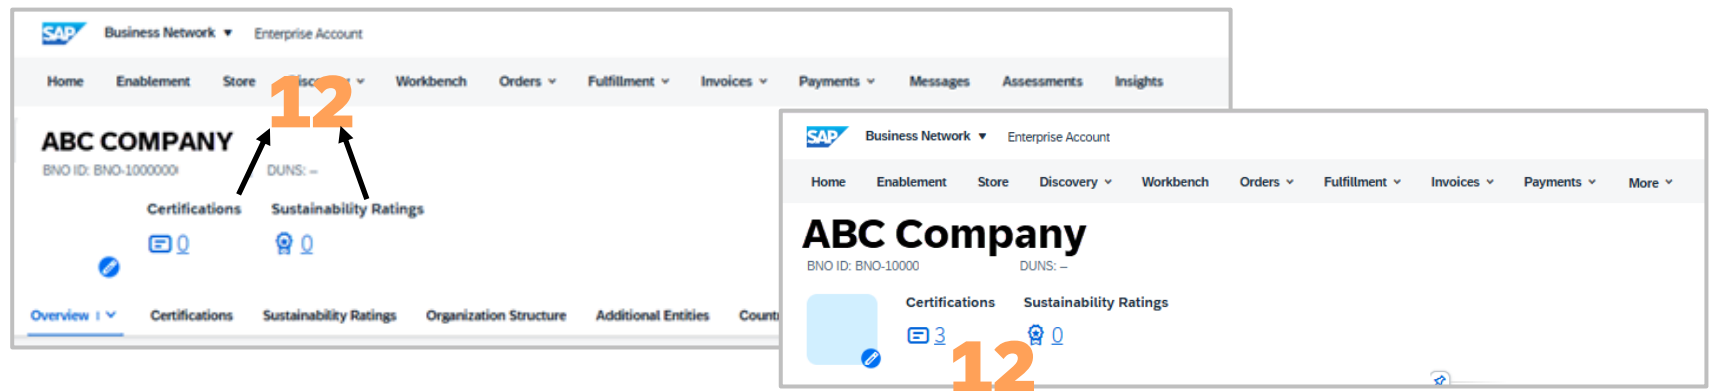 SAP Business Network Enterprise Account
Home Enablement Store Workbench Orders Fulfillment Invoices Payments Messages Assessments Insights
12
ABC COMPANY
BNO ID: BNO-1000000 DUNS: –
Certifications Sustainability Ratings
0 0
Overview Certifications Sustainability Ratings Organization Structure Additional Entities
SAP Business Network Enterprise Account
Home Enablement Store Discovery Workbench Orders Fulfillment Invoices Payments More
ABC Company
BNO ID: BNO-10000 DUNS: –
Certifications Sustainability Ratings
3 0
12